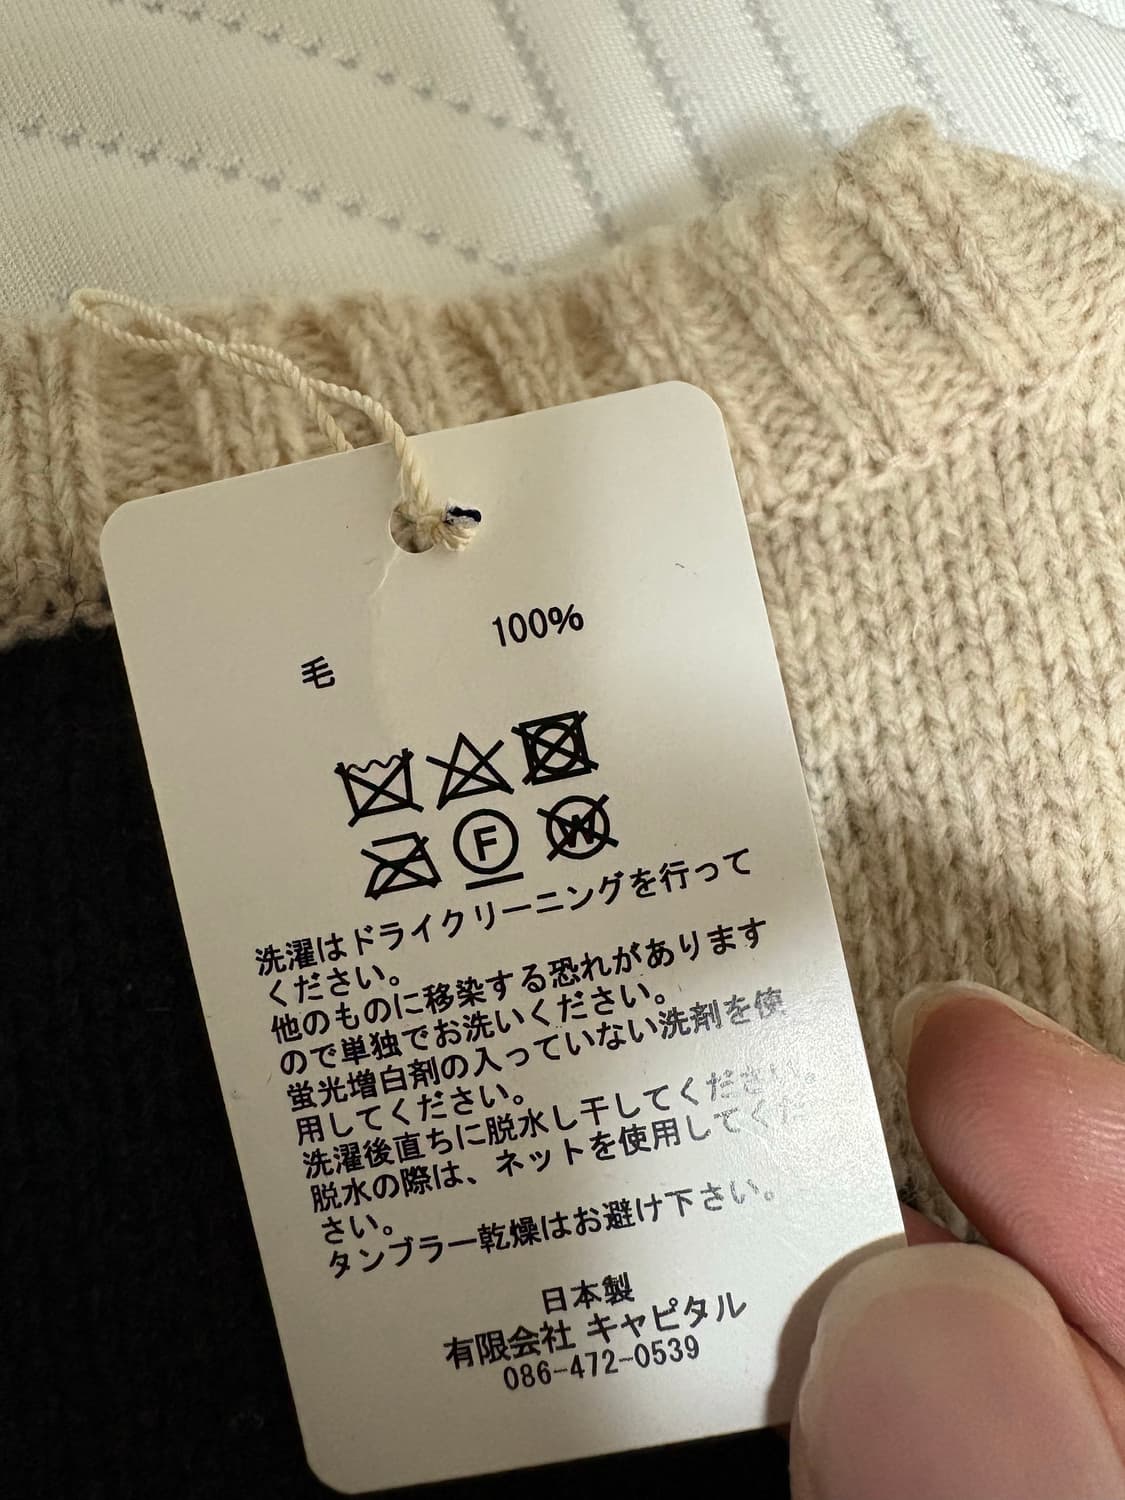 毛 100%
F
W
洗濯はドライクリーニングを行って
ください。
他のものに移染する恐れがあります
ので単独でお洗いください。
蛍光増白剤の入っていない洗剤を使
用してください。
洗濯後直ちに脱水し干してください。
脱水の際は、ネットを使用してくだ
さい。
タンブラー乾燥はお避け下さい。
日本製
有限会社 キャピタル
086-472-0539